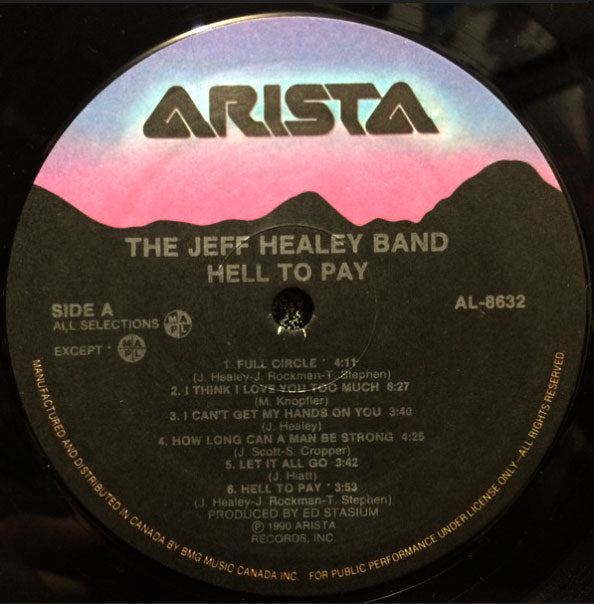 ARISTA
THE JEFF HEALEY BAND
HELL TO PAY
SIDE A
ALL SELECTIONS MAPL
EXCEPT * MAPL
AL-8632
1. FULL CIRCLE * 4:11
(J. Healey-J. Rockman-T. Stephen)
2. I THINK I LOVE YOU TOO MUCH 8:27
(M. Knopfler)
3. I CAN'T GET MY HANDS ON YOU 3:40
(J. Healey)
4. HOW LONG CAN A MAN BE STRONG 4:25
(J. Scott-S. Cropper)
5. LET IT ALL GO 3:42
(J. Hiatt)
6. HELL TO PAY * 3:53
(J. Healey-J. Rockman-T. Stephen)
PRODUCED BY ED STASIUM
℗ 1990 ARISTA
RECORDS, INC.
MANUFACTURED AND DISTRIBUTED IN CANADA BY BMG MUSIC CANADA INC. FOR PUBLIC PERFORMANCE UNDER LICENSE ONLY - ALL RIGHTS RESERVED